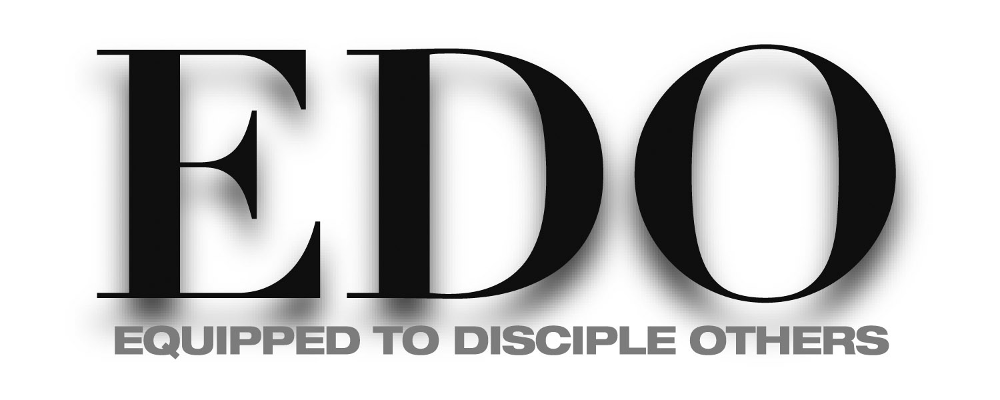 EDO
EQUIPPED TO DISCIPLE OTHERS